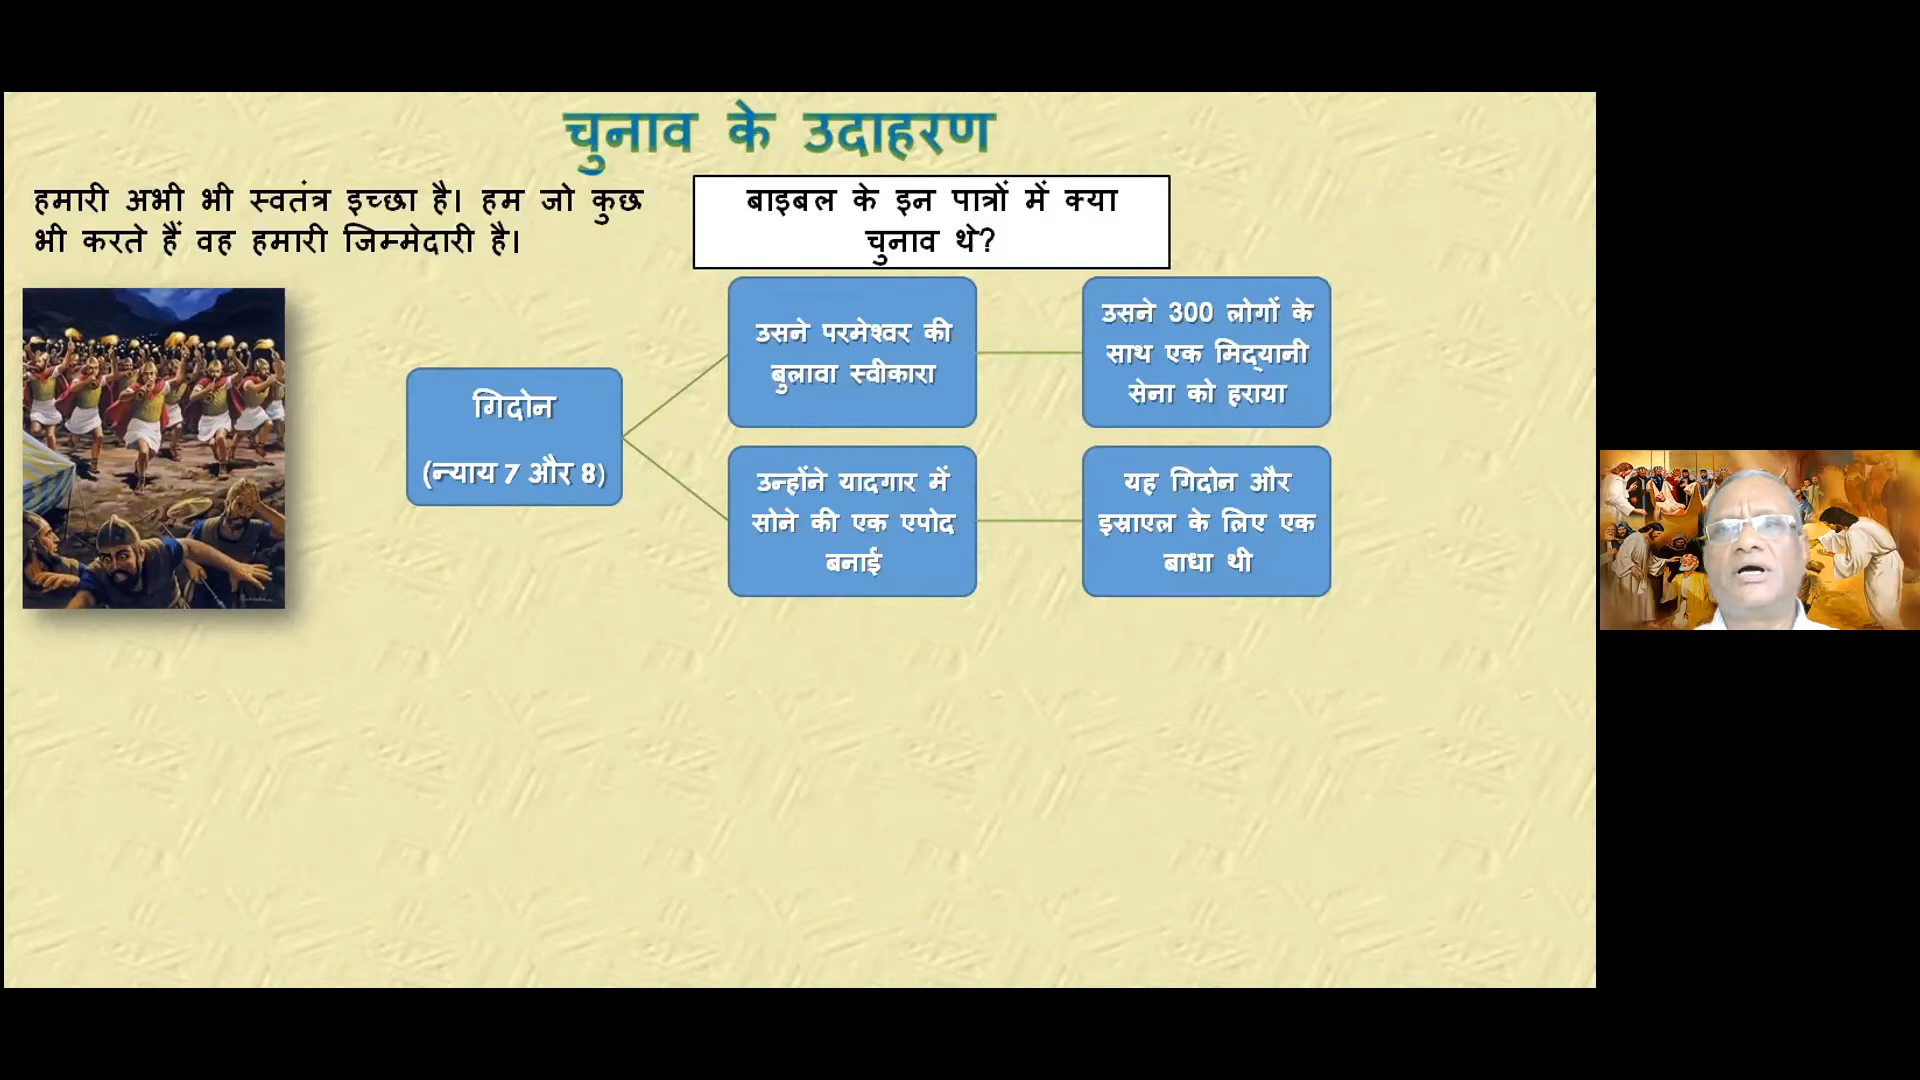 चुनाव के उदाहरण
हमारी अभी भी स्वतंत्र इच्छा है। हम जो कुछ
भी करते हैं वह हमारी जिम्मेदारी है।
बाइबल के इन पात्रों में क्या
चुनाव थे?
गिदोन
(न्याय 7 और 8)
उसने परमेश्वर की
बुलावा स्वीकारा
उसने 300 लोगों के
साथ एक मिद्यानी
सेना को हराया
उन्होंने यादगार में
सोने की एक एपोद
बनाई
यह गिदोन और
इस्राएल के लिए एक
बाधा थी